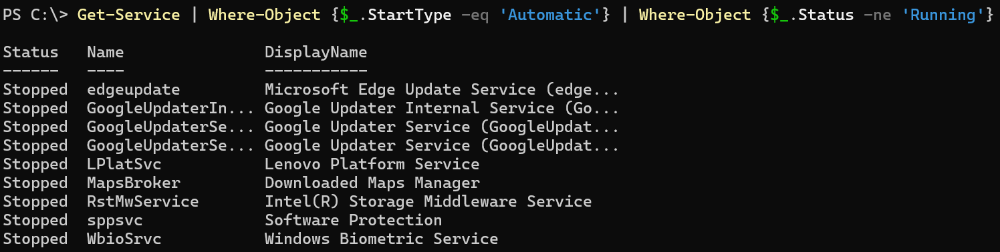 PS C:\> Get-Service | Where-Object {$_.StartType -eq 'Automatic'} | Where-Object {$_.Status -ne 'Running'}
Status   Name               DisplayName
------   ----               -----------
Stopped  edgeupdate         Microsoft Edge Update Service (edge...
Stopped  GoogleUpdaterIn... Google Updater Internal Service (Go...
Stopped  GoogleUpdaterSe... Google Updater Service (GoogleUpdat...
Stopped  GoogleUpdaterSe... Google Updater Service (GoogleUpdat...
Stopped  LPlatSvc           Lenovo Platform Service
Stopped  MapsBroker         Downloaded Maps Manager
Stopped  RstMwService       Intel(R) Storage Middleware Service
Stopped  sppsvc             Software Protection
Stopped  WbioSrvc           Windows Biometric Service